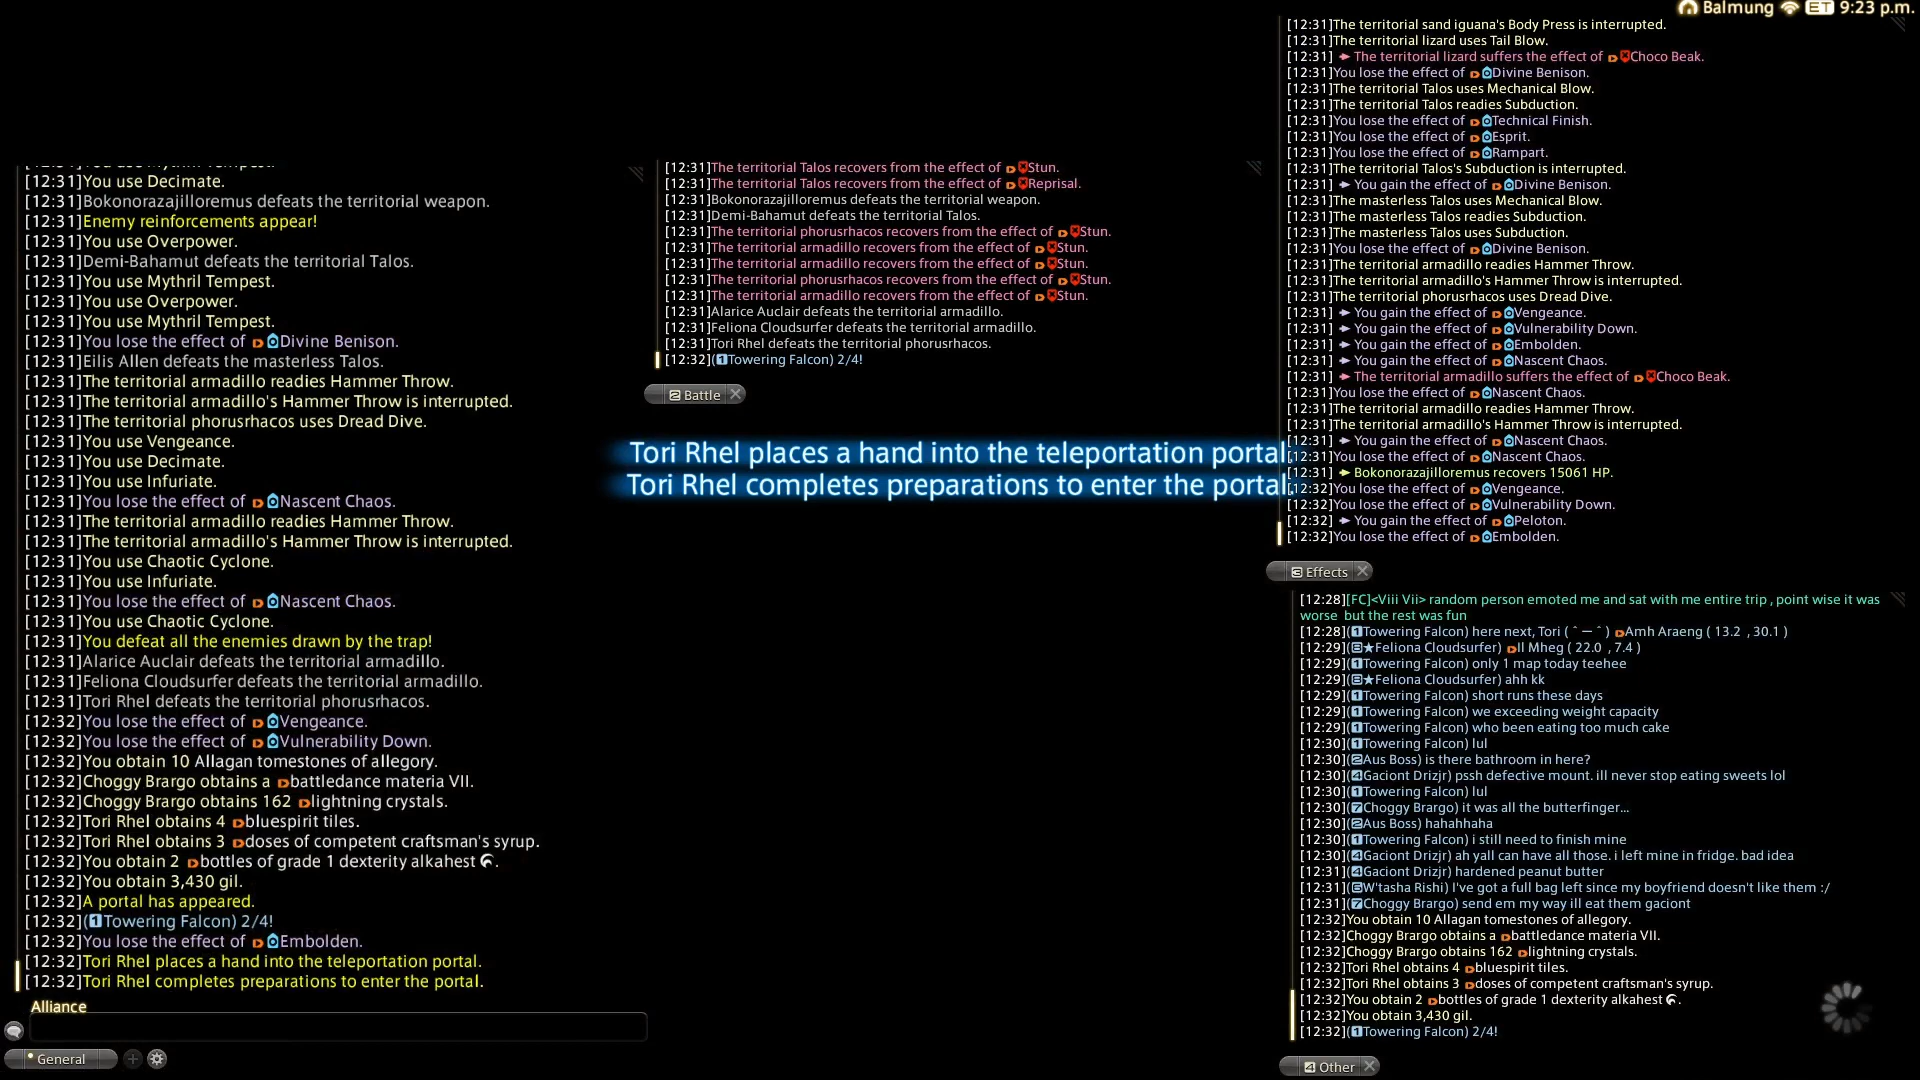 Balmung ET 9:23 p.m.
[12:31]You use Decimate.
[12:31]Bokonorazajilloremus defeats the territorial weapon.
[12:31]Enemy reinforcements appear!
[12:31]You use Overpower.
[12:31]Demi-Bahamut defeats the territorial Talos.
[12:31]You use Mythril Tempest.
[12:31]You use Overpower.
[12:31]You use Mythril Tempest.
[12:31]You lose the effect of Divine Benison.
[12:31]Eilis Allen defeats the masterless Talos.
[12:31]The territorial armadillo readies Hammer Throw.
[12:31]The territorial armadillo's Hammer Throw is interrupted.
[12:31]The territorial phorusrhacos uses Dread Dive.
[12:31]You use Vengeance.
[12:31]You use Decimate.
[12:31]You use Infuriate.
[12:31]You lose the effect of Nascent Chaos.
[12:31]The territorial armadillo readies Hammer Throw.
[12:31]The territorial armadillo's Hammer Throw is interrupted.
[12:31]You use Chaotic Cyclone.
[12:31]You use Infuriate.
[12:31]You lose the effect of Nascent Chaos.
[12:31]You use Chaotic Cyclone.
[12:31]You defeat all the enemies drawn by the trap!
[12:31]Alarice Auclair defeats the territorial armadillo.
[12:31]Feliona Cloudsurfer defeats the territorial armadillo.
[12:31]Tori Rhel defeats the territorial phorusrhacos.
[12:32]You lose the effect of Vengeance.
[12:32]You lose the effect of Vulnerability Down.
[12:32]You obtain 10 Allagan tomestones of allegory.
[12:32]Choggy Brargo obtains a battledance materia VII.
[12:32]Choggy Brargo obtains 162 lightning crystals.
[12:32]Tori Rhel obtains 4 bluespirit tiles.
[12:32]Tori Rhel obtains 3 doses of competent craftsman's syrup.
[12:32]You obtain 2 bottles of grade 1 dexterity alkahest.
[12:32]You obtain 3,430 gil.
[12:32]A portal has appeared.
[12:32](1Towering Falcon) 2/4!
[12:32]You lose the effect of Embolden.
[12:32]Tori Rhel places a hand into the teleportation portal.
[12:32]Tori Rhel completes preparations to enter the portal.
Alliance
General
[12:31]The territorial Talos recovers from the effect of Stun.
[12:31]The territorial Talos recovers from the effect of Reprisal.
[12:31]Bokonorazajilloremus defeats the territorial weapon.
[12:31]Demi-Bahamut defeats the territorial Talos.
[12:31]The territorial phorusrhacos recovers from the effect of Stun.
[12:31]The territorial armadillo recovers from the effect of Stun.
[12:31]The territorial armadillo recovers from the effect of Stun.
[12:31]The territorial phorusrhacos recovers from the effect of Stun.
[12:31]The territorial armadillo recovers from the effect of Stun.
[12:31]Alarice Auclair defeats the territorial armadillo.
[12:31]Feliona Cloudsurfer defeats the territorial armadillo.
[12:31]Tori Rhel defeats the territorial phorusrhacos.
[12:32](1Towering Falcon) 2/4!
2 Battle
Tori Rhel places a hand into the teleportation portal.
Tori Rhel completes preparations to enter the portal.
[12:31]The territorial sand iguana's Body Press is interrupted.
[12:31]The territorial lizard uses Tail Blow.
[12:31] The territorial lizard suffers the effect of Choco Beak.
[12:31]You lose the effect of Divine Benison.
[12:31]The territorial Talos uses Mechanical Blow.
[12:31]The territorial Talos readies Subduction.
[12:31]You lose the effect of Technical Finish.
[12:31]You lose the effect of Esprit.
[12:31]You lose the effect of Rampart.
[12:31]The territorial Talos's Subduction is interrupted.
[12:31] You gain the effect of Divine Benison.
[12:31]The masterless Talos uses Mechanical Blow.
[12:31]The masterless Talos readies Subduction.
[12:31]The masterless Talos uses Subduction.
[12:31]You lose the effect of Divine Benison.
[12:31]The territorial armadillo readies Hammer Throw.
[12:31]The territorial armadillo's Hammer Throw is interrupted.
[12:31]The territorial phorusrhacos uses Dread Dive.
[12:31] You gain the effect of Vengeance.
[12:31] You gain the effect of Vulnerability Down.
[12:31] You gain the effect of Embolden.
[12:31] You gain the effect of Nascent Chaos.
[12:31] The territorial armadillo suffers the effect of Choco Beak.
[12:31]You lose the effect of Nascent Chaos.
[12:31]The territorial armadillo readies Hammer Throw.
[12:31]The territorial armadillo's Hammer Throw is interrupted.
[12:31] You gain the effect of Nascent Chaos.
[12:31]You lose the effect of Nascent Chaos.
[12:31] Bokonorazajilloremus recovers 15061 HP.
[12:32]You lose the effect of Vengeance.
[12:32]You lose the effect of Vulnerability Down.
[12:32] You gain the effect of Peloton.
[12:32]You lose the effect of Embolden.
3 Effects
[12:28][FC]<Viii Vii> random person emoted me and sat with me entire trip , point wise it was
worse but the rest was fun
[12:28](1Towering Falcon) here next, Tori ( ＾ － ＾ ) Amh Araeng ( 13.2 , 30.1 )
[12:29](8★Feliona Cloudsurfer) Il Mheg ( 22.0 , 7.4 )
[12:29](1Towering Falcon) only 1 map today teehee
[12:29](8★Feliona Cloudsurfer) ahh kk
[12:29](1Towering Falcon) short runs these days
[12:29](1Towering Falcon) we exceeding weight capacity
[12:29](1Towering Falcon) who been eating too much cake
[12:30](1Towering Falcon) lul
[12:30](2Aus Boss) is there bathroom in here?
[12:30](4Gaciont Drizjr) pssh defective mount. ill never stop eating sweets lol
[12:30](1Towering Falcon) lul
[12:30](7Choggy Brargo) it was all the butterfinger...
[12:30](2Aus Boss) hahahhaha
[12:30](1Towering Falcon) i still need to finish mine
[12:30](4Gaciont Drizjr) ah yall can have all those. i left mine in fridge. bad idea
[12:31](4Gaciont Drizjr) hardened peanut butter
[12:31](6W'tasha Rishi) I've got a full bag left since my boyfriend doesn't like them :/
[12:31](7Choggy Brargo) send em my way ill eat them gaciont
[12:32]You obtain 10 Allagan tomestones of allegory.
[12:32]Choggy Brargo obtains a battledance materia VII.
[12:32]Choggy Brargo obtains 162 lightning crystals.
[12:32]Tori Rhel obtains 4 bluespirit tiles.
[12:32]Tori Rhel obtains 3 doses of competent craftsman's syrup.
[12:32]You obtain 2 bottles of grade 1 dexterity alkahest.
[12:32]You obtain 3,430 gil.
[12:32](1Towering Falcon) 2/4!
4 Other